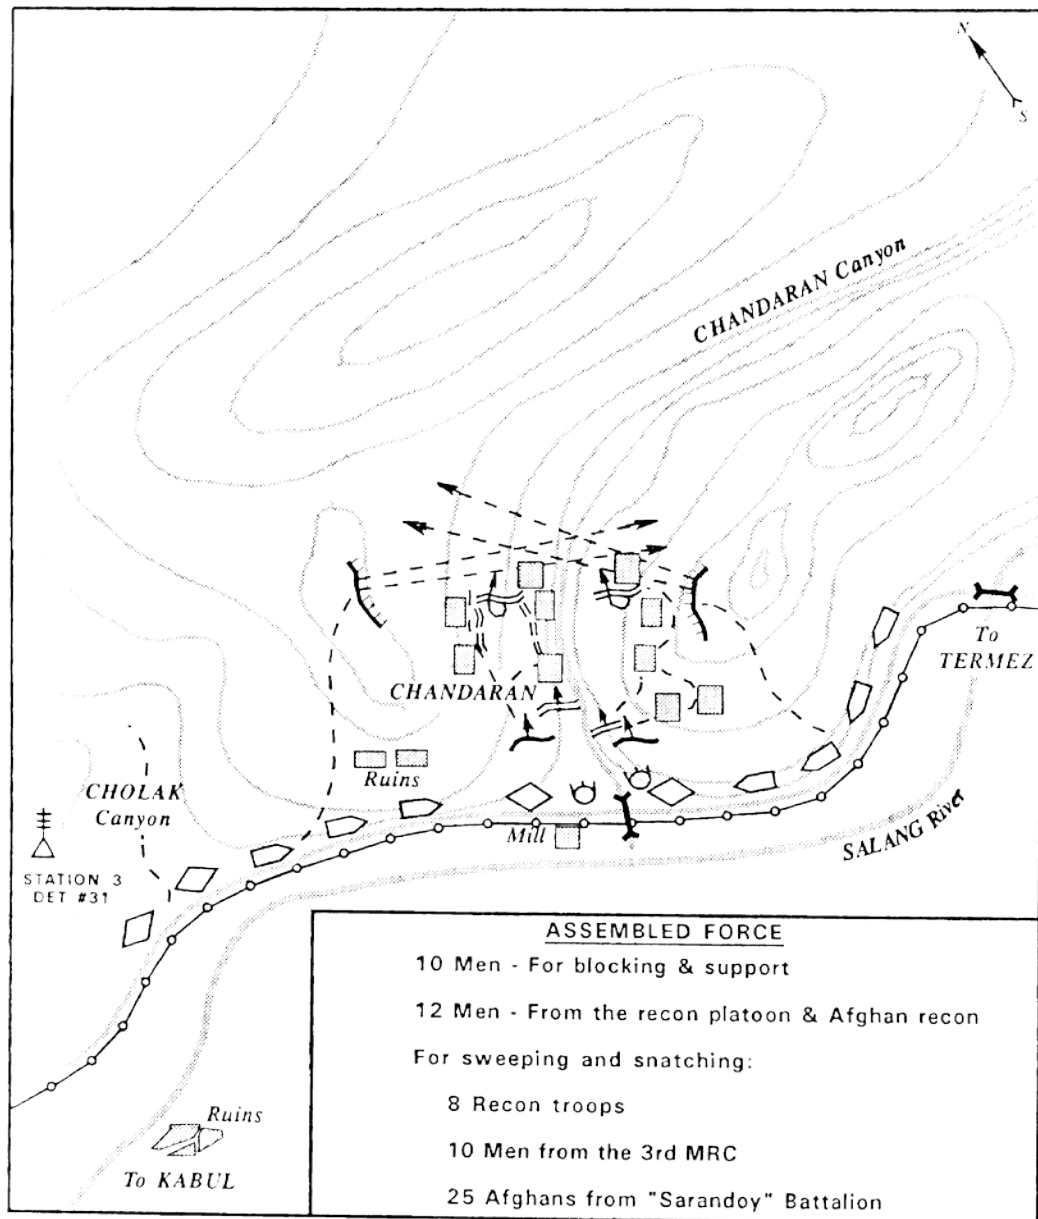 N
S
CHANDARAN Canyon
To
TERMEZ
CHANDARAN
Ruins
CHOLAK
Canyon
Mill
SALANG River
STATION 3
DET #31
ASSEMBLED FORCE
10 Men - For blocking & support
12 Men - From the recon platoon & Afghan recon
For sweeping and snatching:
8 Recon troops
10 Men from the 3rd MRC
25 Afghans from "Sarandoy" Battalion
Ruins
To KABUL